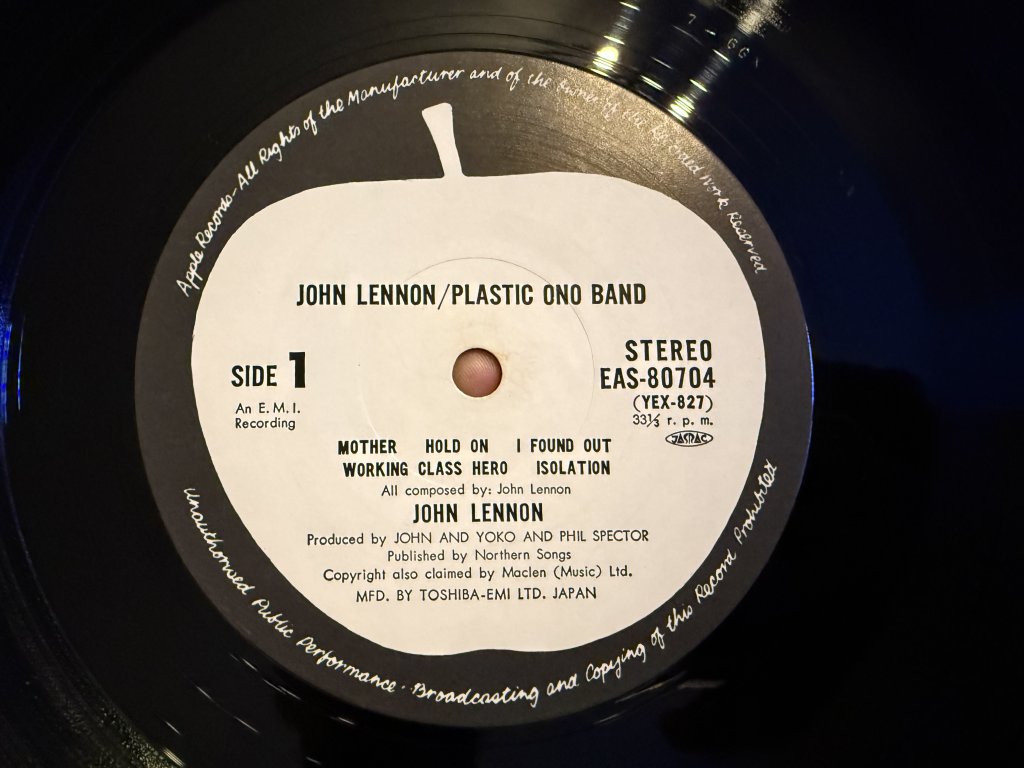 7-66
Apple Records-All Rights of the Manufacturer and of the Owner of the Recorded Work Reserved
JOHN LENNON/PLASTIC ONO BAND
SIDE 1
STEREO
EAS-80704
(YEX-827)
33⅓ r. p. m.
JASRAC
An E. M. I.
Recording
MOTHER HOLD ON I FOUND OUT
WORKING CLASS HERO ISOLATION
All composed by: John Lennon
JOHN LENNON
Produced by JOHN AND YOKO AND PHIL SPECTOR
Published by Northern Songs
Copyright also claimed by Maclen (Music) Ltd.
MFD. BY TOSHIBA-EMI LTD. JAPAN
Unauthorised Public Performance · Broadcasting and Copying of this Record Prohibited